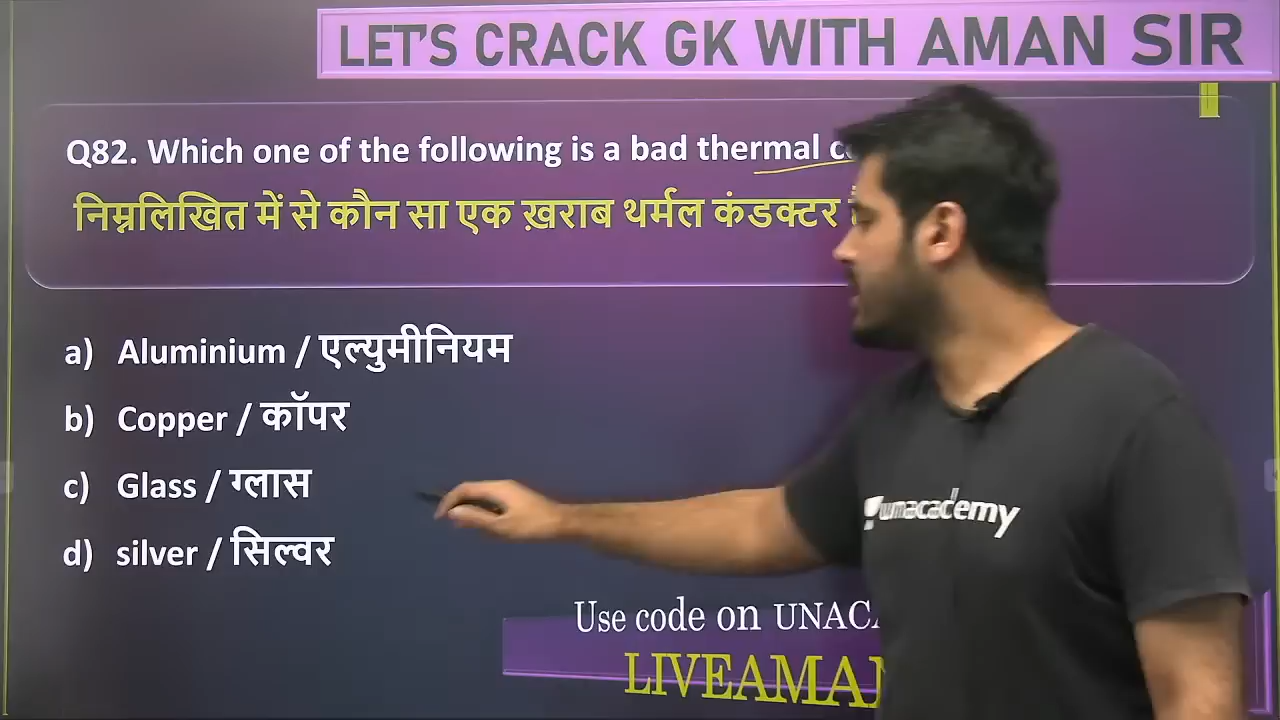 LET'S CRACK GK WITH AMAN SIR
Q82. Which one of the following is a bad thermal
निम्नलिखित में से कौन सा एक ख़राब थर्मल कंडक्टर
a) Aluminium / एल्युमीनियम
b) Copper / कॉपर
c) Glass / ग्लास
d) silver / सिल्वर
unacademy
Use code on
LIVEAMAN